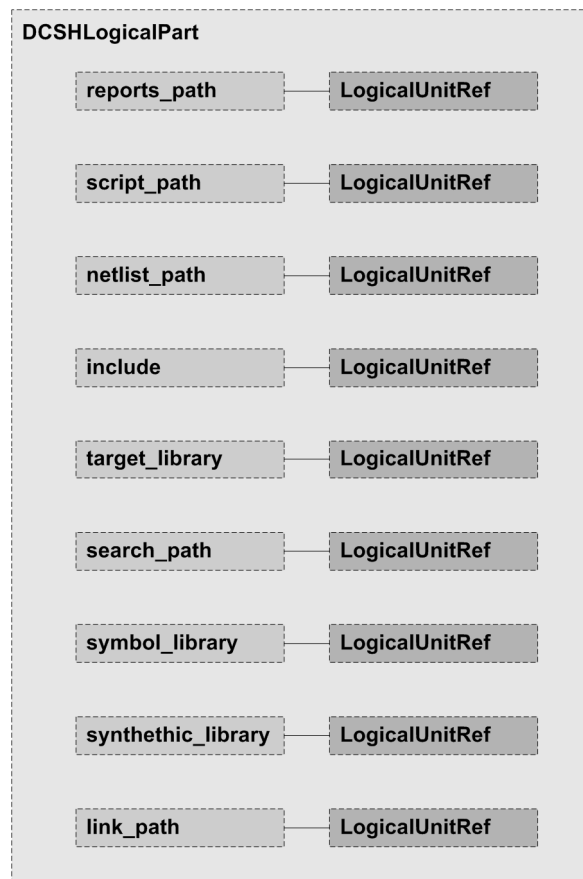 DCSHLogicalPart
reports_path LogicalUnitRef
script_path LogicalUnitRef
netlist_path LogicalUnitRef
include LogicalUnitRef
target_library LogicalUnitRef
search_path LogicalUnitRef
symbol_library LogicalUnitRef
synthethic_library LogicalUnitRef
link_path LogicalUnitRef